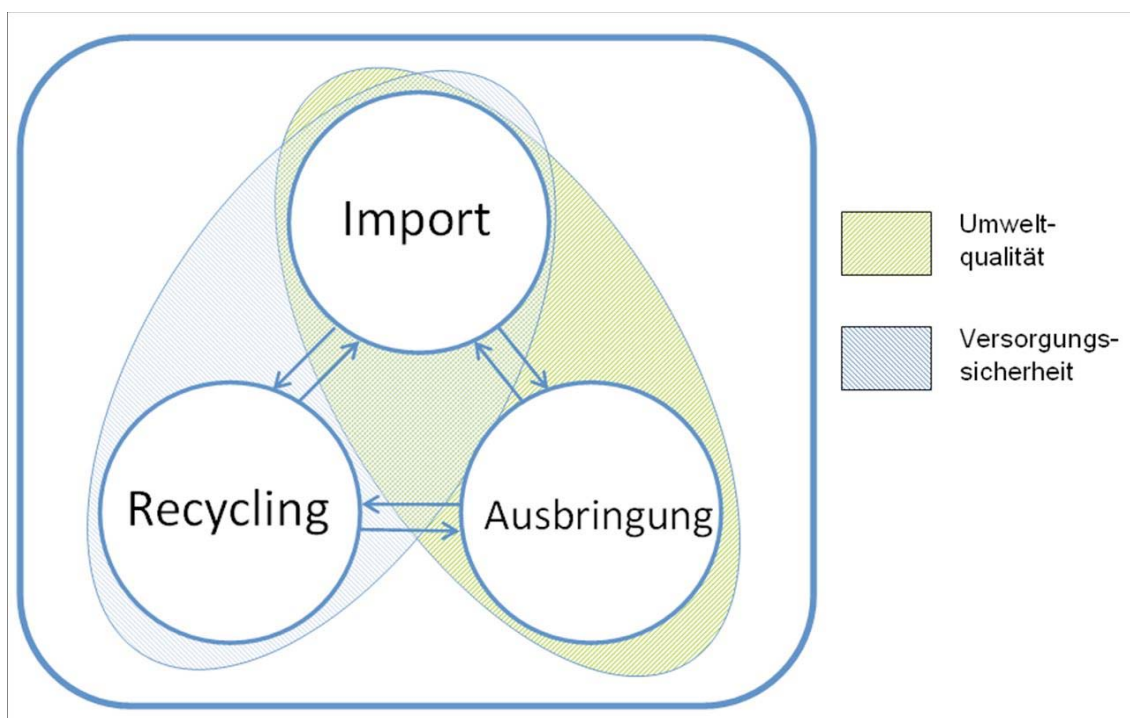 Import
Recycling
Ausbringung
Umwelt-
qualität
Versorgungs-
sicherheit